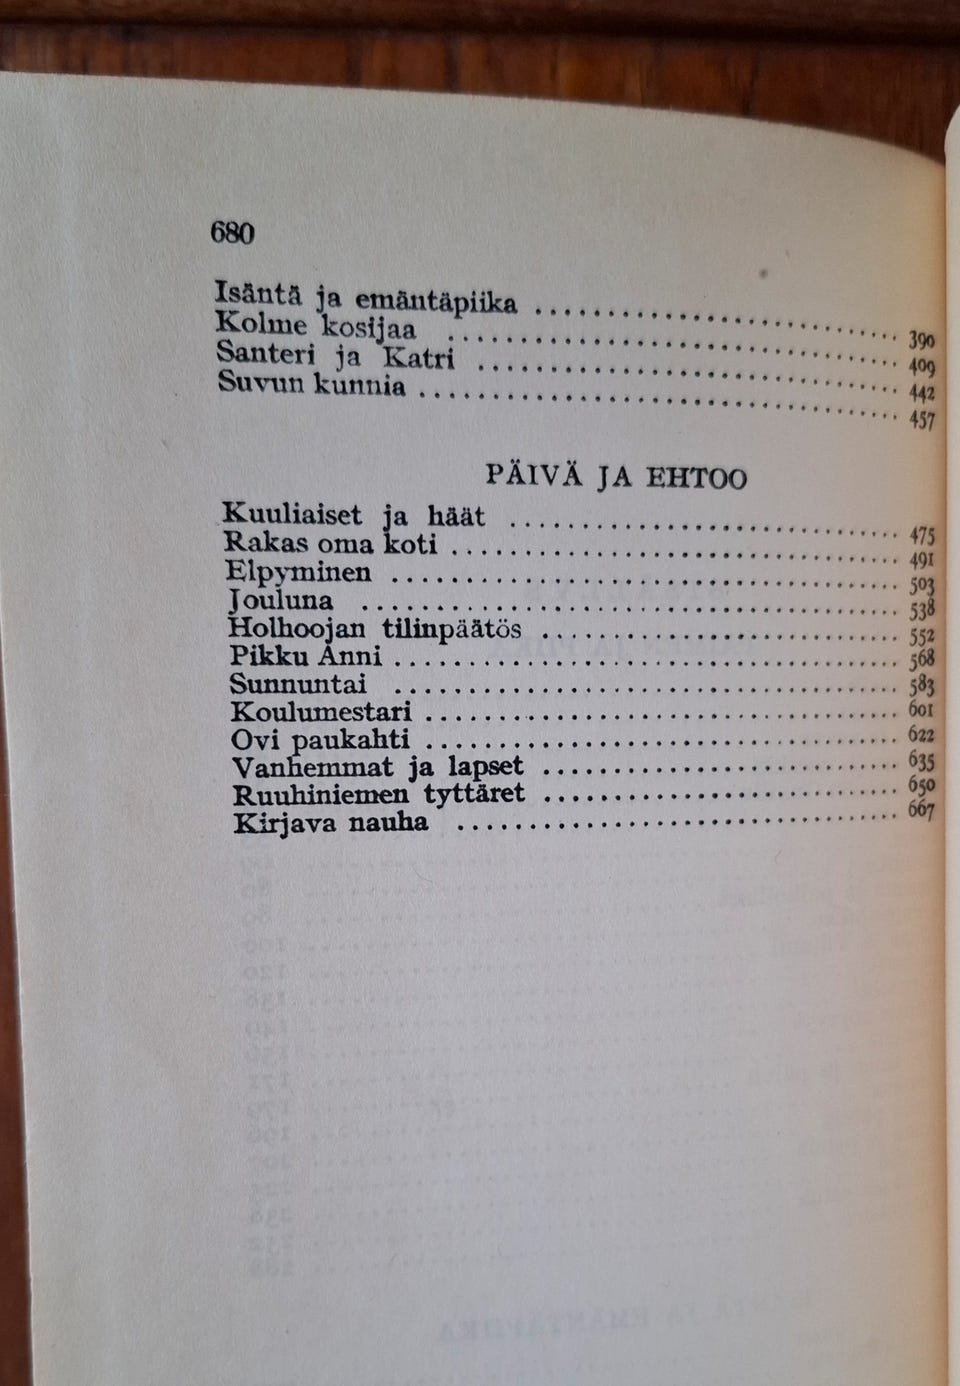 680
Isäntä ja emäntäpiika ........................ 390
Kolme kosijaa ........................ 409
Santeri ja Katri ........................ 442
Suvun kunnia ........................ 457
PÄIVÄ JA EHTOO
Kuuliaiset ja häät ........................ 475
Rakas oma koti ........................ 491
Elpyminen ........................ 503
Jouluna ........................ 538
Holhoojan tilinpäätös ........................ 552
Pikku Anni ........................ 568
Sunnuntai ........................ 583
Koulumestari ........................ 601
Ovi paukahti ........................ 622
Vanhemmat ja lapset ........................ 635
Ruuhiniemen tyttäret ........................ 650
Kirjava nauha ........................ 667